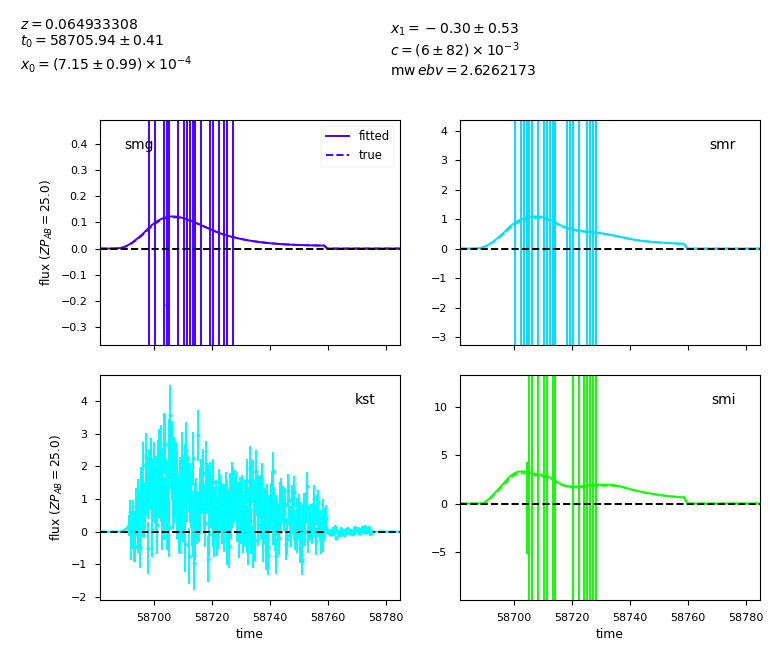 z = 0.064933308
t₀ = 58705.94 ± 0.41
x₀ = (7.15 ± 0.99) × 10⁻⁴
x₁ = −0.30 ± 0.53
c = (6 ± 82) × 10⁻³
mw ebv = 2.6262173
smg
fitted
true
0.4
0.3
0.2
0.1
0.0
−0.1
−0.2
−0.3
flux (ZP_AB = 25.0)
smr
4
3
2
1
0
−1
−2
−3
kst
4
3
2
1
0
−1
−2
flux (ZP_AB = 25.0)
58700 58720 58740 58760 58780
time
smi
10
5
0
−5
58700 58720 58740 58760 58780
time